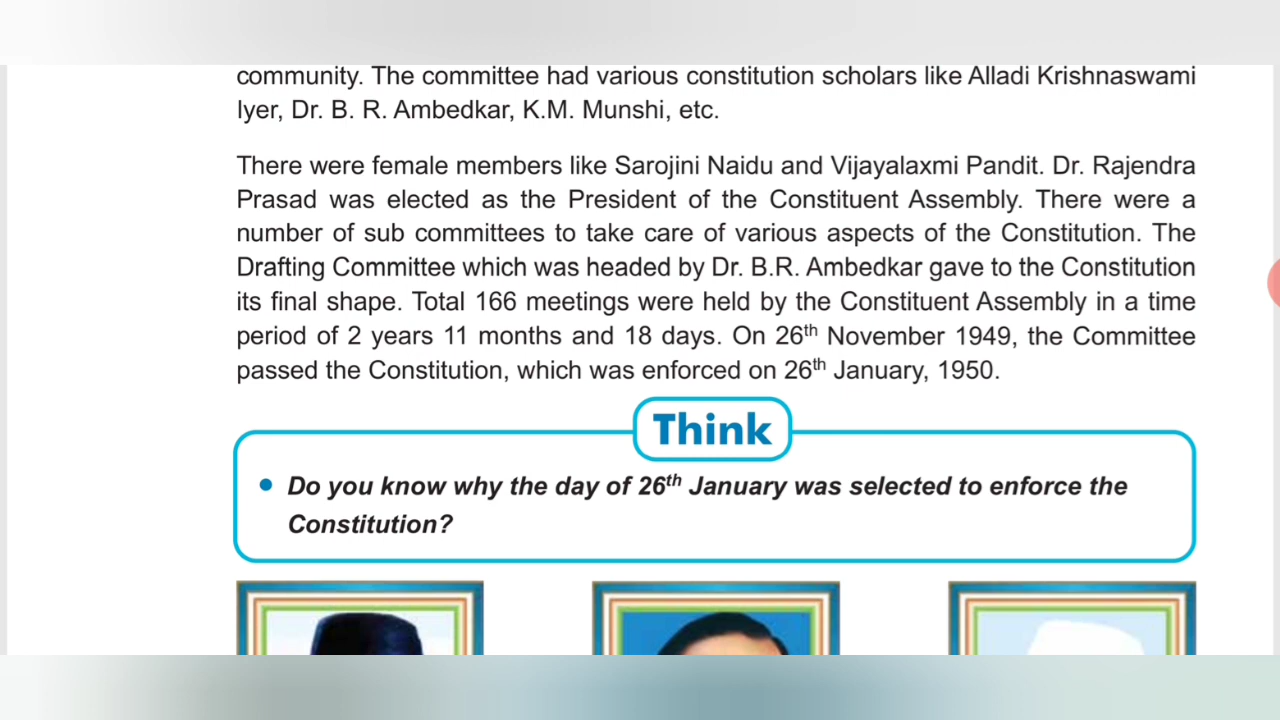 community. The committee had various constitution scholars like Alladi Krishnaswami
Iyer, Dr. B. R. Ambedkar, K.M. Munshi, etc.
There were female members like Sarojini Naidu and Vijayalaxmi Pandit. Dr. Rajendra
Prasad was elected as the President of the Constituent Assembly. There were a
number of sub committees to take care of various aspects of the Constitution. The
Drafting Committee which was headed by Dr. B.R. Ambedkar gave to the Constitution
its final shape. Total 166 meetings were held by the Constituent Assembly in a time
period of 2 years 11 months and 18 days. On 26th November 1949, the Committee
passed the Constitution, which was enforced on 26th January, 1950.
Think
• Do you know why the day of 26th January was selected to enforce the
Constitution?